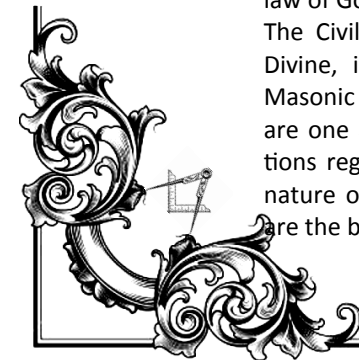 law of Go
The Civil
Divine, i
Masonic
are one
tions reg
nature o
are the b